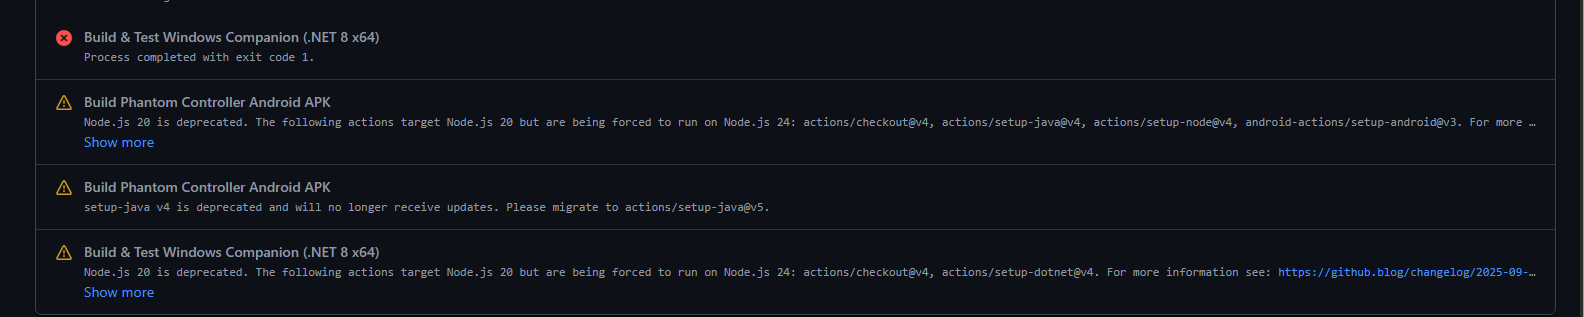 Build & Test Windows Companion (.NET 8 x64)
Process completed with exit code 1.
Build Phantom Controller Android APK
Node.js 20 is deprecated. The following actions target Node.js 20 but are being forced to run on Node.js 24: actions/checkout@v4, actions/setup-java@v4, actions/setup-node@v4, android-actions/setup-android@v3. For more …
Show more
Build Phantom Controller Android APK
setup-java v4 is deprecated and will no longer receive updates. Please migrate to actions/setup-java@v5.
Build & Test Windows Companion (.NET 8 x64)
Node.js 20 is deprecated. The following actions target Node.js 20 but are being forced to run on Node.js 24: actions/checkout@v4, actions/setup-dotnet@v4. For more information see: https://github.blog/changelog/2025-09-…
Show more